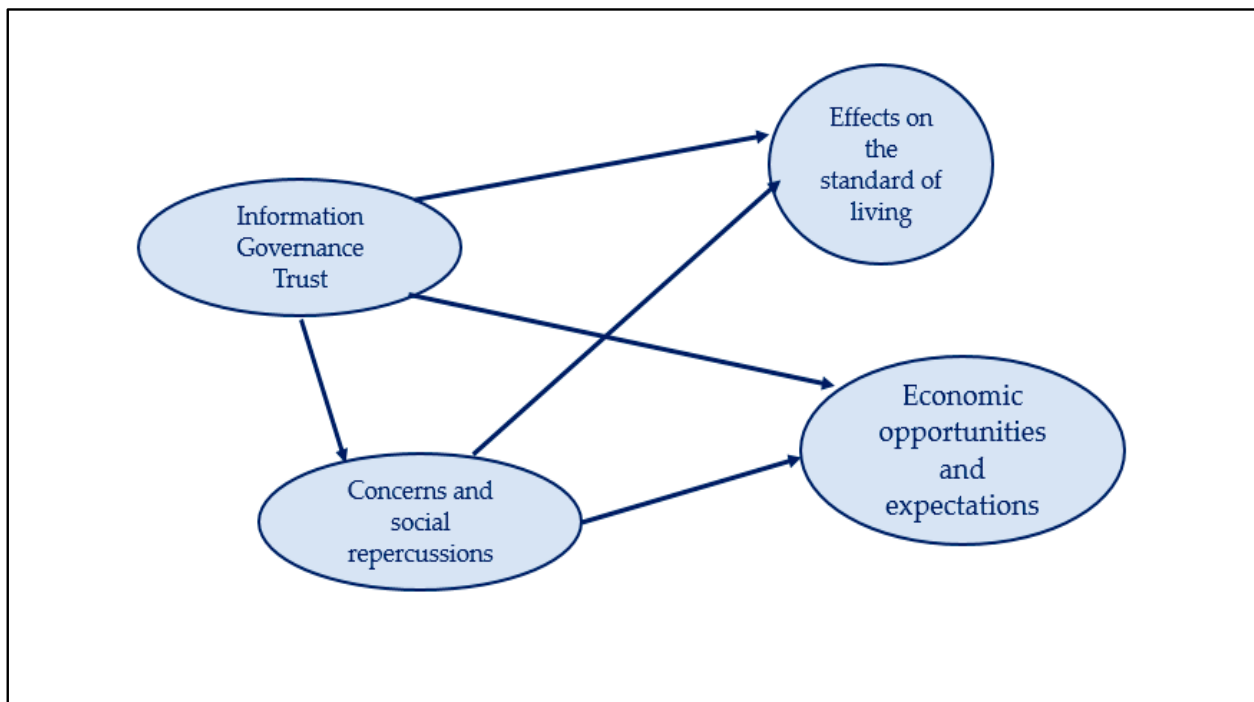 Information
Governance
Trust
Effects on
the
standard of
living
Concerns and
social
repercussions
Economic
opportunities
and
expectations